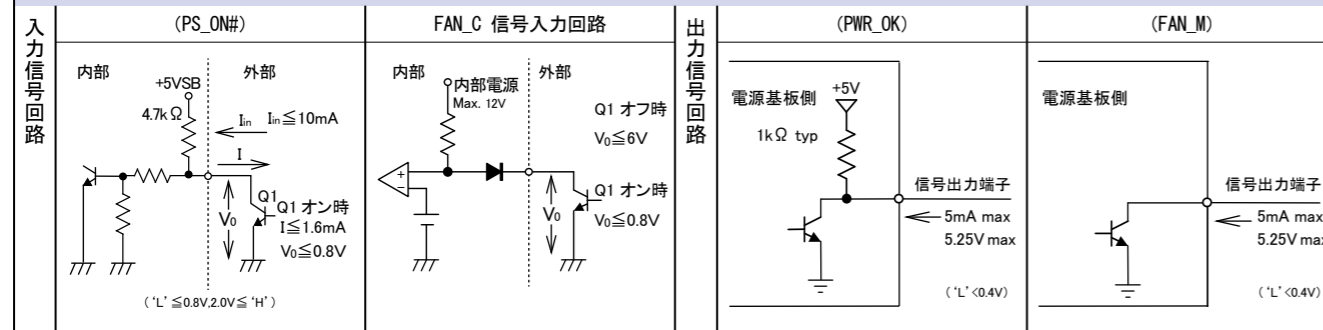 入力信号回路
(PS_ON#)
内部
外部
+5VSB
4.7kΩ
Iin Iin≦10mA
I
V0
Q1
Q1 オン時
I≦1.6mA
V0≦0.8V
(‘L’≦0.8V,2.0V≦‘H’)
FAN_C 信号入力回路
内部
外部
内部電源
Max. 12V
Q1 オフ時
V0≦6V
+
−
V0
Q1 オン時
V0≦0.8V
出力信号回路
(PWR_OK)
電源基板側
+5V
1kΩ typ
信号出力端子
5mA max
5.25V max
(‘L’<0.4V)
(FAN_M)
電源基板側
信号出力端子
5mA max
5.25V max
(‘L’<0.4V)